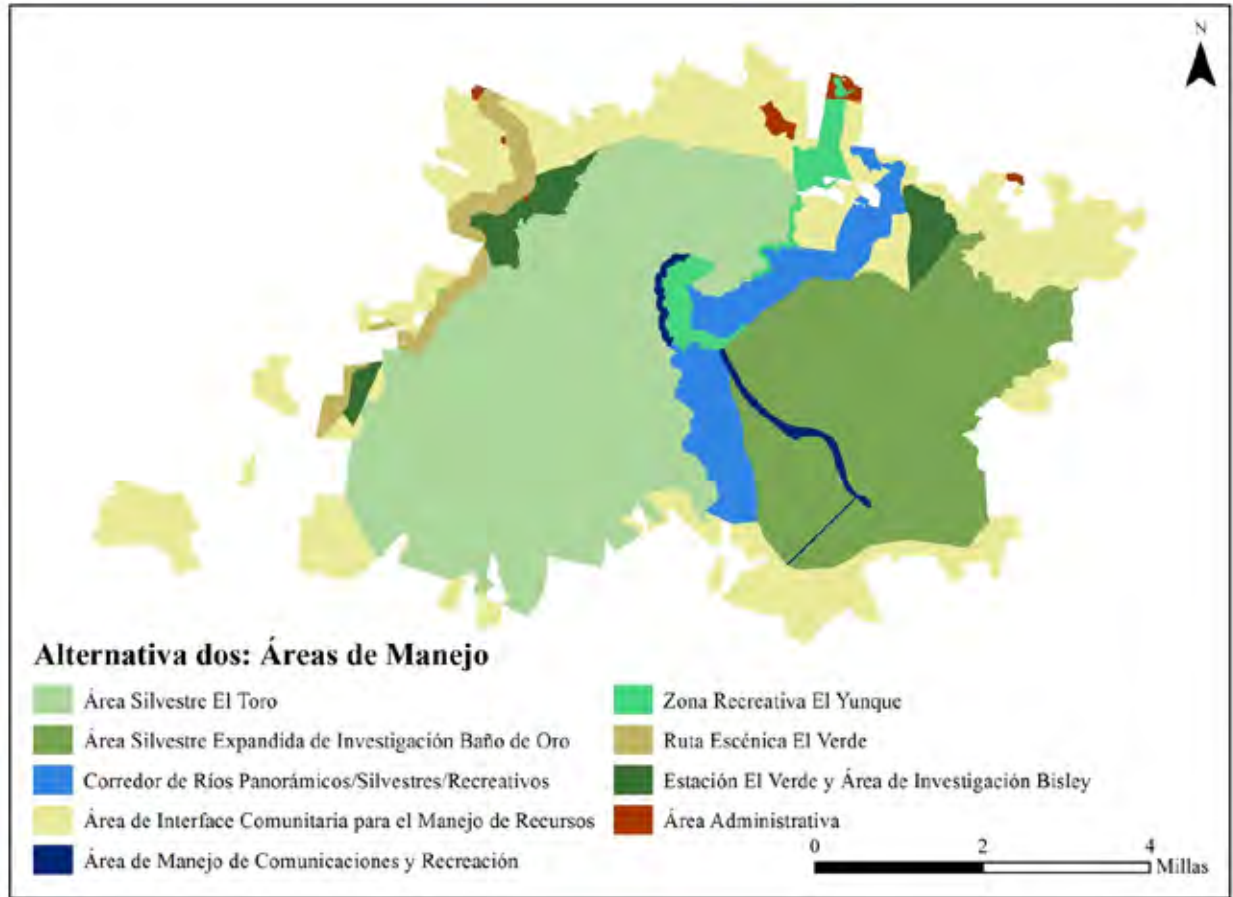 N
Alternativa dos: Áreas de Manejo
Área Silvestre El Toro
Área Silvestre Expandida de Investigación Baño de Oro
Corredor de Ríos Panorámicos/Silvestres/Recreativos
Área de Interface Comunitaria para el Manejo de Recursos
Área de Manejo de Comunicaciones y Recreación
Zona Recreativa El Yunque
Ruta Escénica El Verde
Estación El Verde y Área de Investigación Bisley
Área Administrativa
0 2 4
Millas